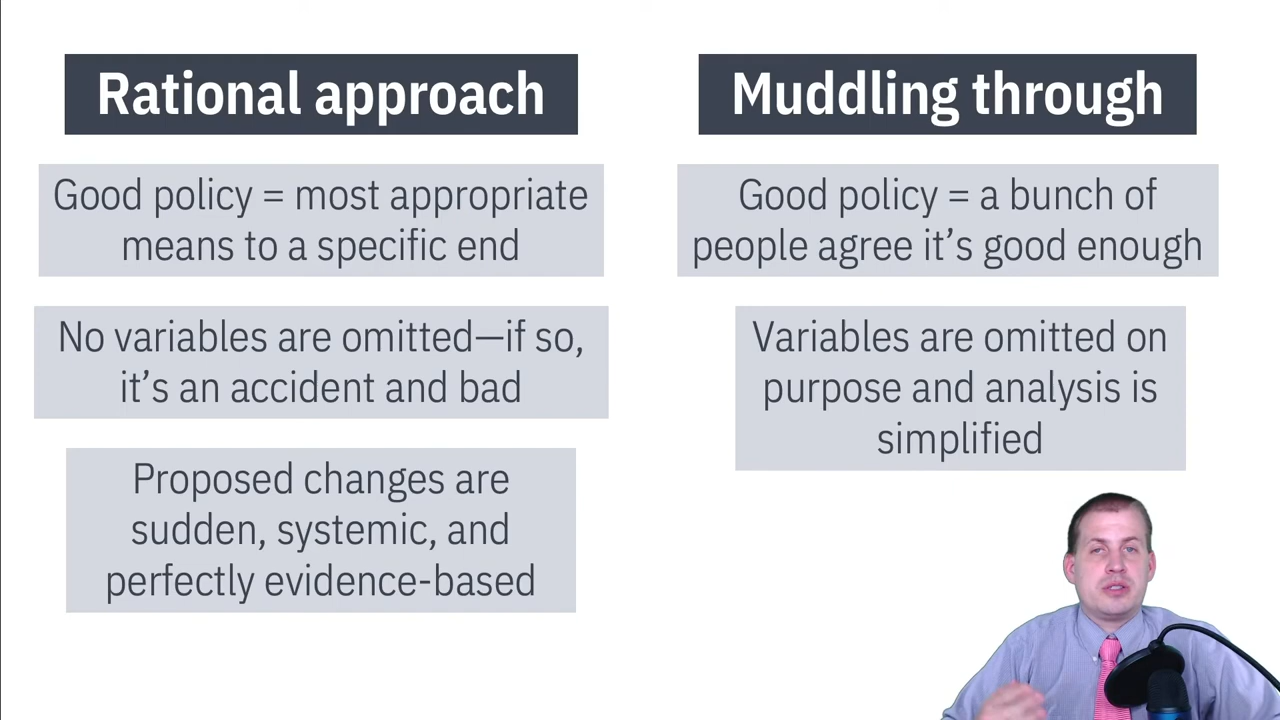 Rational approach
Good policy = most appropriate
means to a specific end
No variables are omitted—if so,
it's an accident and bad
Proposed changes are
sudden, systemic, and
perfectly evidence-based
Muddling through
Good policy = a bunch of
people agree it's good enough
Variables are omitted on
purpose and analysis is
simplified